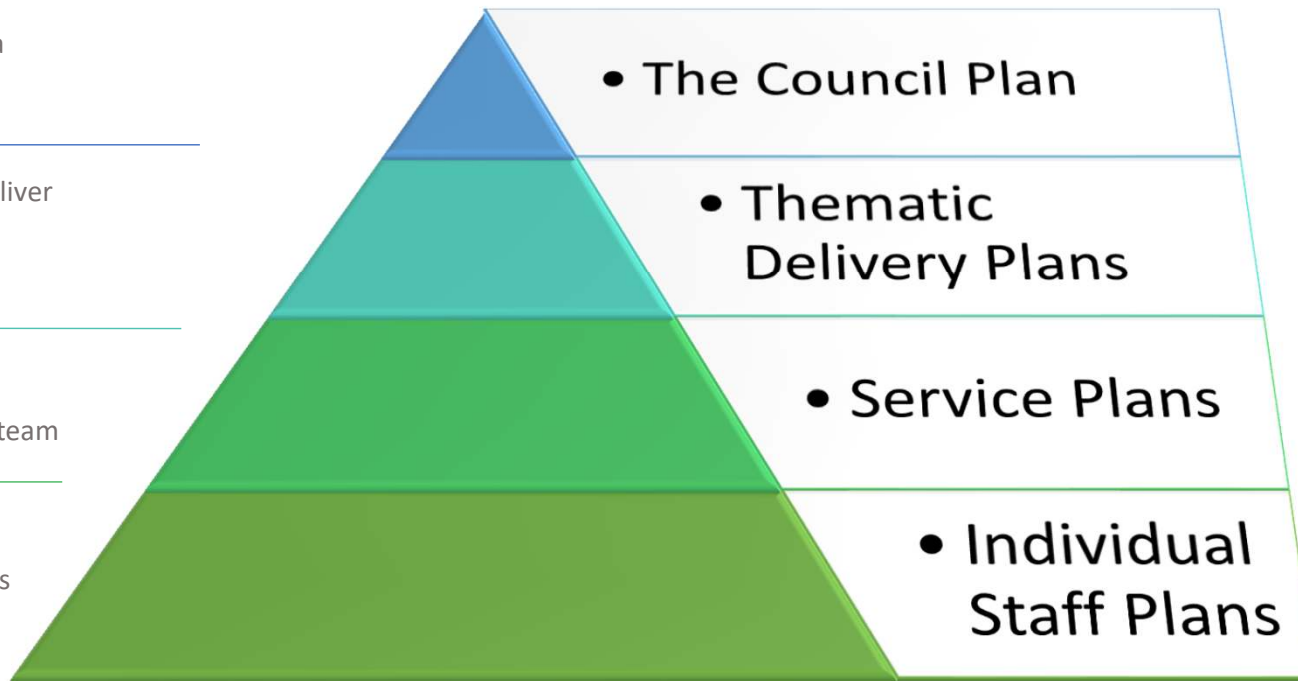 • The Council Plan
liver
• Thematic
Delivery Plans
• Service Plans
team
• Individual
Staff Plans
s